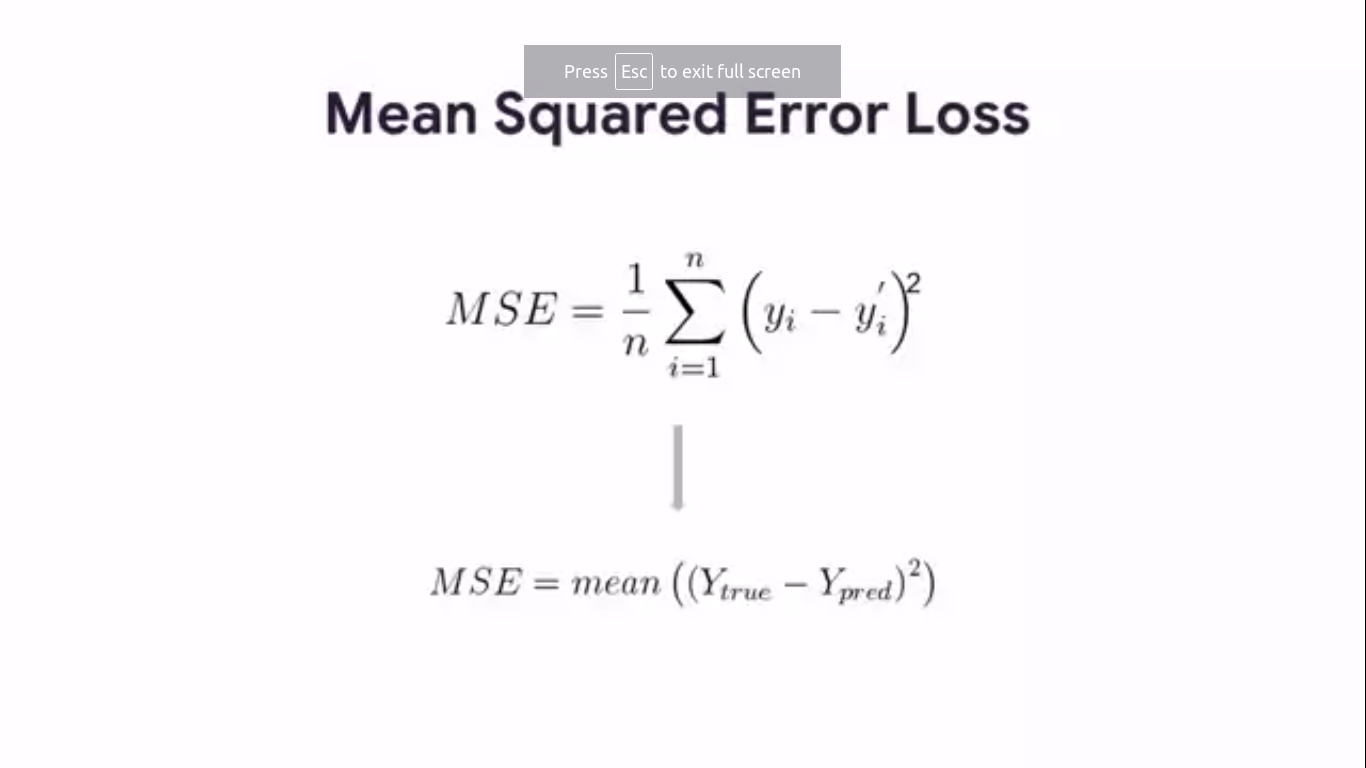 Press Esc to exit full screen
Mean Squared Error Loss
MSE = \frac{1}{n} \sum_{i=1}^{n} \left( y_i - y_i^{'} \right)^2
MSE = mean \left( (Y_{true} - Y_{pred})^2 \right)